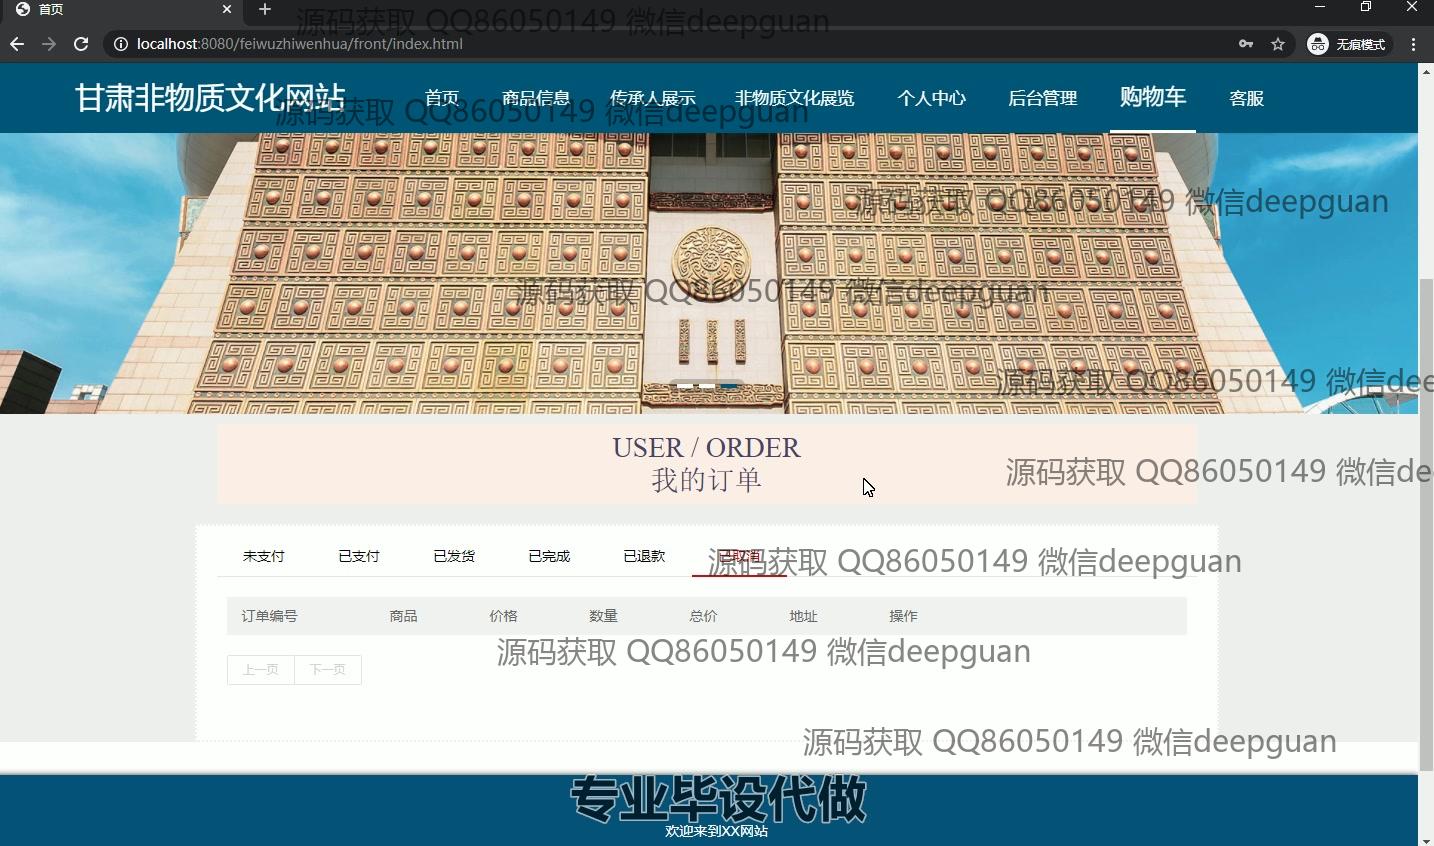 首页
源码获取 QQ86050149 微信deepguan
localhost:8080/feiwuzhiwenhua/front/index.html
无痕模式
甘肃非物质文化网站
首页 商品信息 传承人展示 非物质文化展览 个人中心 后台管理 购物车 客服
源码获取 QQ86050149 微信deepguan
源码获取 QQ86050149 微信deepguan
源码获取 QQ86050149 微信deepguan
源码获取 QQ86050149 微信dee
USER / ORDER
源码获取 QQ86050149 微信de
我的订单
未支付 已支付 已发货 已完成 已退款 已取消
源码获取 QQ86050149 微信deepguan
订单编号 商品 价格 数量 总价 地址 操作
源码获取 QQ86050149 微信deepguan
上一页 下一页
源码获取 QQ86050149 微信deepguan
专业毕设代做
欢迎来到XX网站